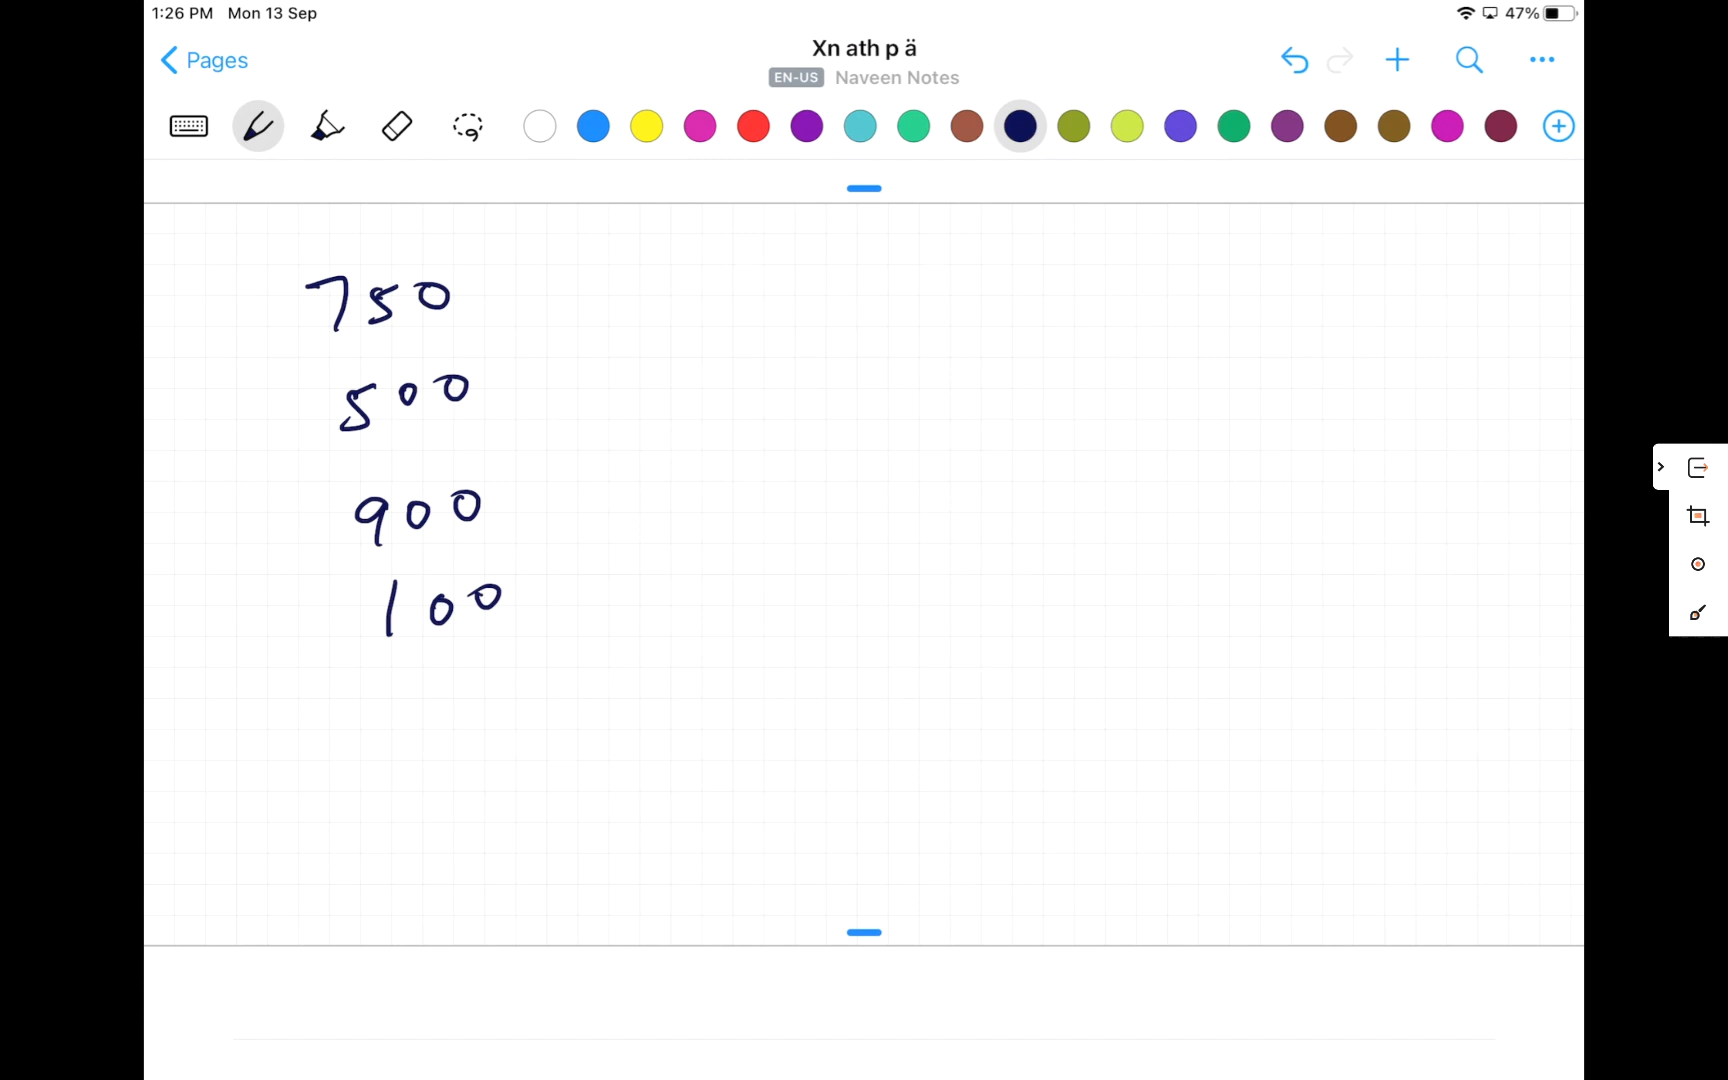 1:26 PM Mon 13 Sep 47%
Pages
Xn ath p ä
EN-US Naveen Notes
750
500
900
100